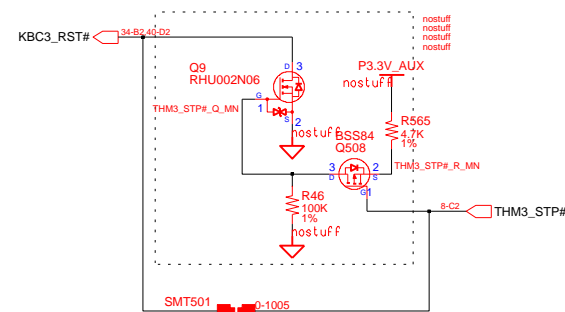 nostuff
nostuff
nostuff
nostuff
KBC3_RST#
34-B2,40-D2
Q9
RHU002N06
D
3
P3.3V_AUX
nostuff
G
1
THM3_STP#_Q_MN
S
2
nostuff
R565
4.7K
1%
BSS84
Q508
THM3_STP#_R_MN
3
D
2
S
G
1
R46
100K
1%
nostuff
8-C2
THM3_STP#
SMT501
0-1005